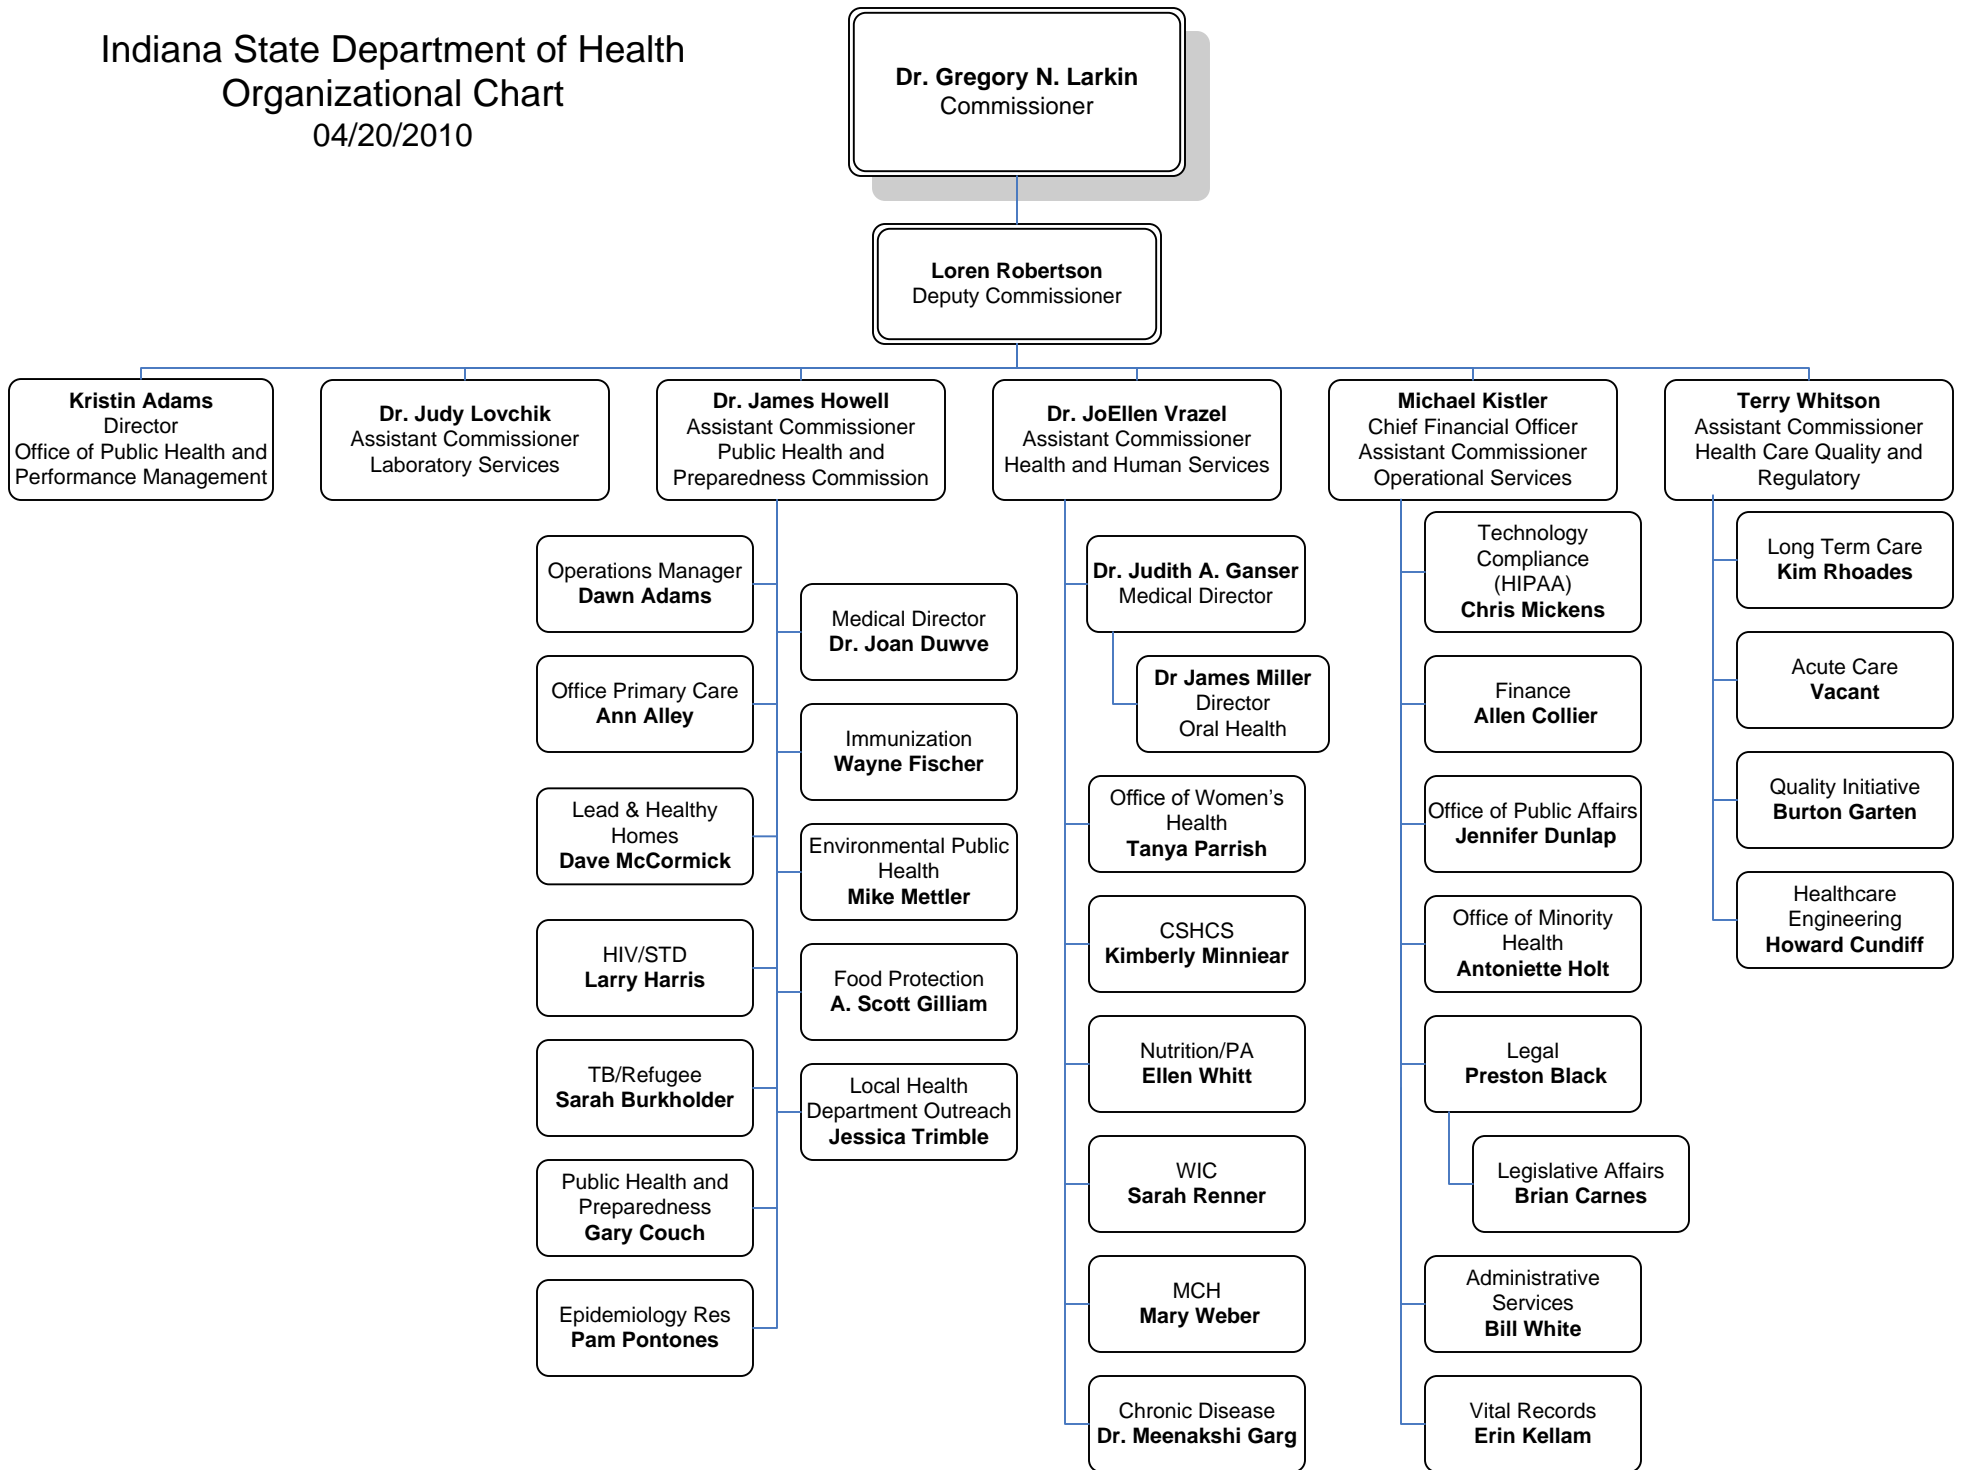 Indiana State Department of Health
Organizational Chart
04/20/2010
Dr. Gregory N. Larkin
Commissioner
Loren Robertson
Deputy Commissioner
Kristin Adams
Director
Office of Public Health and
Performance Management
Dr. Judy Lovchik
Assistant Commissioner
Laboratory Services
Dr. James Howell
Assistant Commissioner
Public Health and
Preparedness Commission
Dr. JoEllen Vrazel
Assistant Commissioner
Health and Human Services
Michael Kistler
Chief Financial Officer
Assistant Commissioner
Operational Services
Terry Whitson
Assistant Commissioner
Health Care Quality and
Regulatory
Operations Manager
Dawn Adams
Office Primary Care
Ann Alley
Lead & Healthy
Homes
Dave McCormick
HIV/STD
Larry Harris
TB/Refugee
Sarah Burkholder
Public Health and
Preparedness
Gary Couch
Epidemiology Res
Pam Pontones
Medical Director
Dr. Joan Duwve
Immunization
Wayne Fischer
Environmental Public
Health
Mike Mettler
Food Protection
A. Scott Gilliam
Local Health
Department Outreach
Jessica Trimble
Dr. Judith A. Ganser
Medical Director
Dr James Miller
Director
Oral Health
Office of Women's
Health
Tanya Parrish
CSHCS
Kimberly Minniear
Nutrition/PA
Ellen Whitt
WIC
Sarah Renner
MCH
Mary Weber
Chronic Disease
Dr. Meenakshi Garg
Technology
Compliance
(HIPAA)
Chris Mickens
Finance
Allen Collier
Office of Public Affairs
Jennifer Dunlap
Office of Minority
Health
Antoniette Holt
Legal
Preston Black
Legislative Affairs
Brian Carnes
Administrative
Services
Bill White
Vital Records
Erin Kellam
Long Term Care
Kim Rhoades
Acute Care
Vacant
Quality Initiative
Burton Garten
Healthcare
Engineering
Howard Cundiff